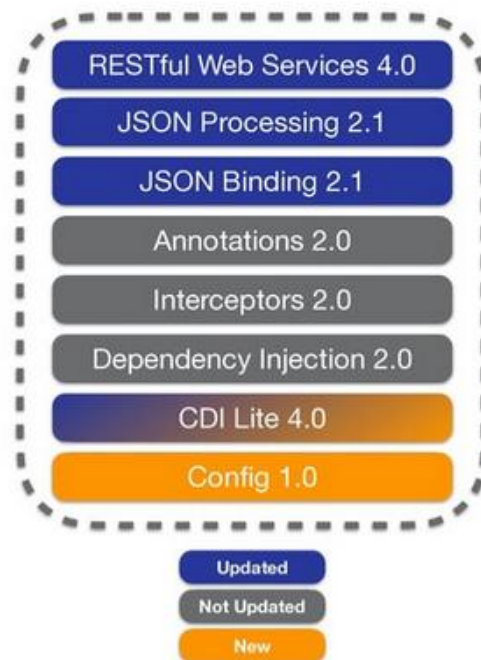 RESTful Web Services 4.0
JSON Processing 2.1
JSON Binding 2.1
Annotations 2.0
Interceptors 2.0
Dependency Injection 2.0
CDI Lite 4.0
Config 1.0
Updated
Not Updated
New